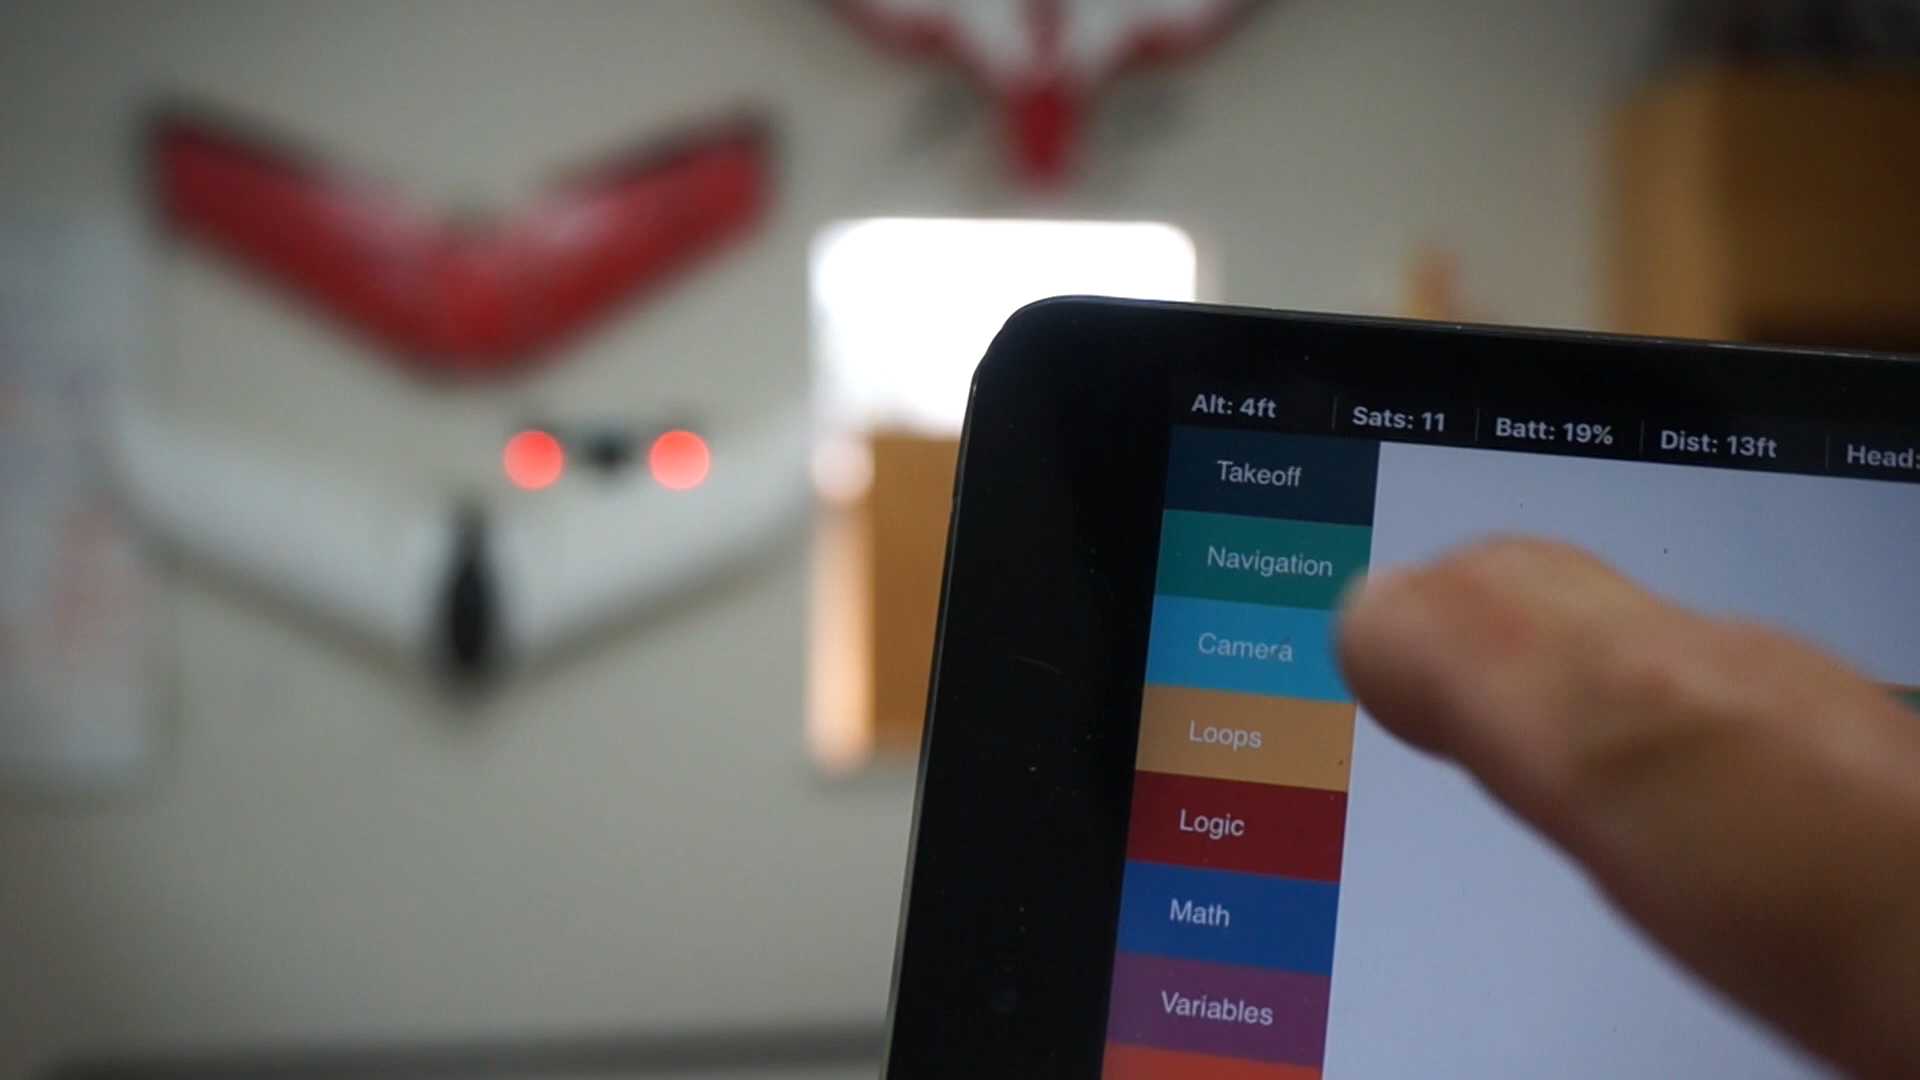 Alt: 4ft
Sats: 11
Batt: 19%
Dist: 13ft
Head:
Takeoff
Navigation
Camera
Loops
Logic
Math
Variables